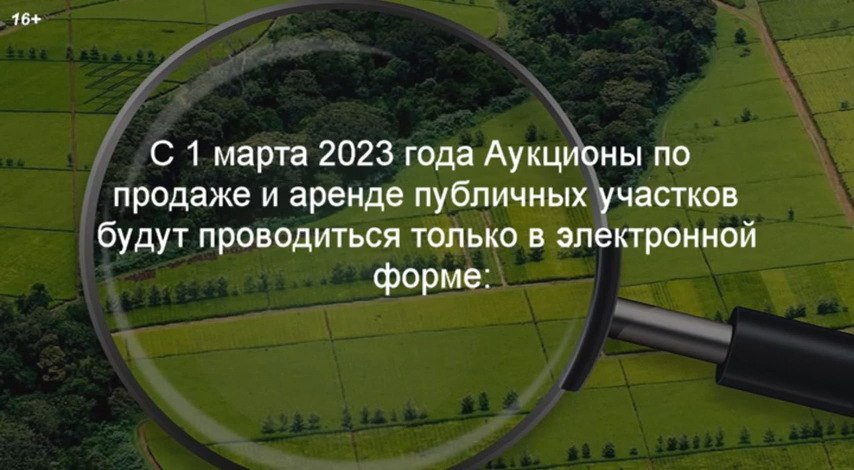 16+
С 1 марта 2023 года Аукционы по
продаже и аренде публичных участков
будут проводиться только в электронной
форме: